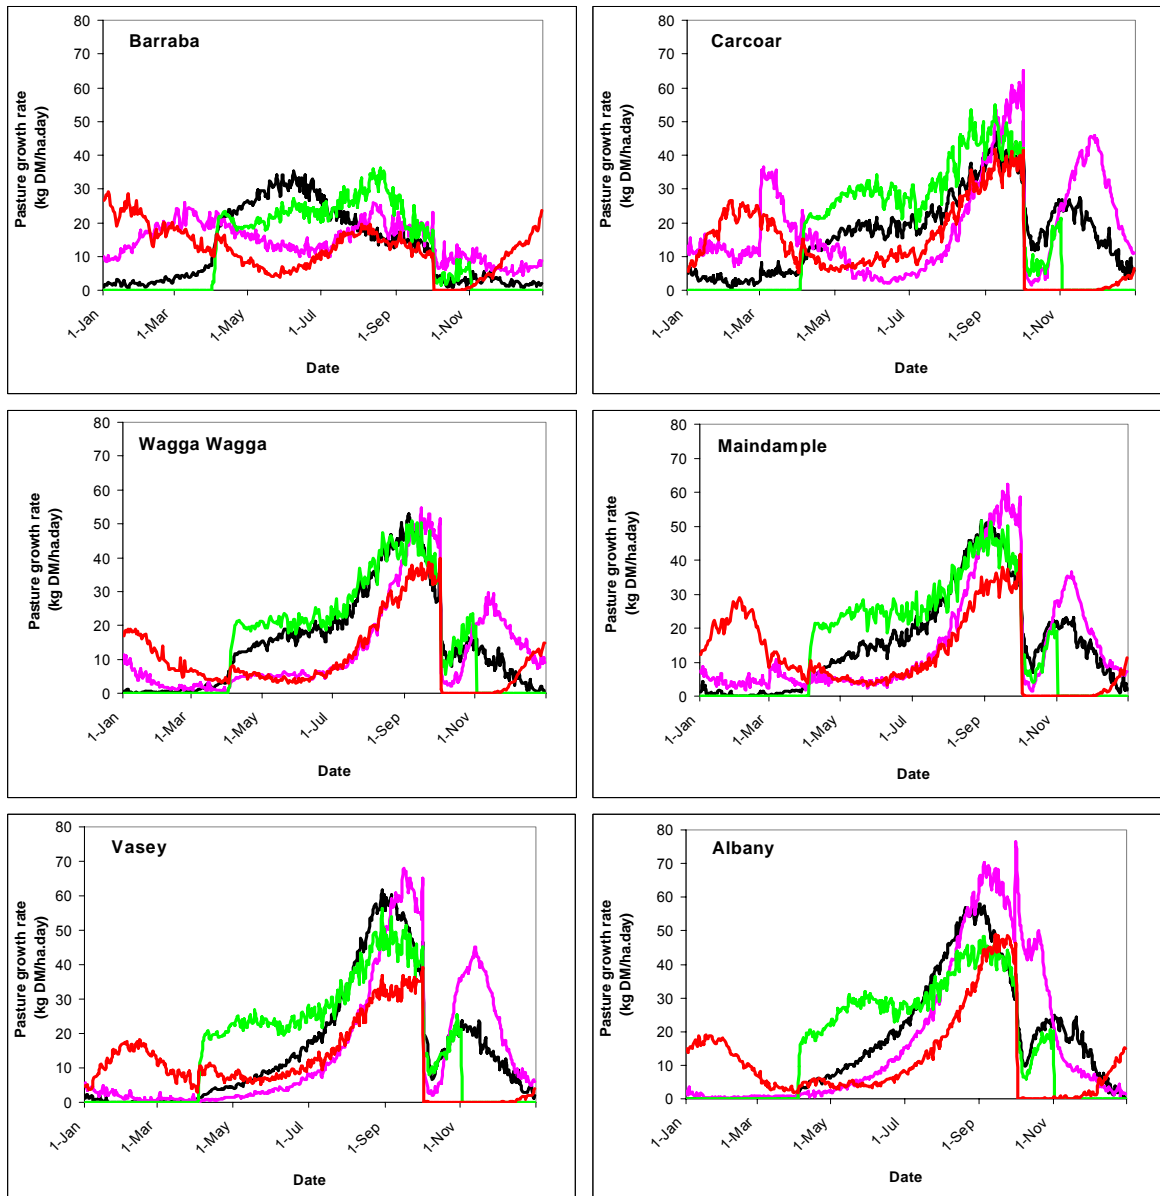 Barraba
Pasture growth rate
(kg DM/ha.day)
80
70
60
50
40
30
20
10
0
1-Jan
1-Mar
1-May
1-Jul
1-Sep
1-Nov
Date
Carcoar
Pasture growth rate
(kg DM/ha.day)
80
70
60
50
40
30
20
10
0
1-Jan
1-Mar
1-May
1-Jul
1-Sep
1-Nov
Date
Wagga Wagga
Pasture growth rate
(kg DM/ha.day)
80
70
60
50
40
30
20
10
0
1-Jan
1-Mar
1-May
1-Jul
1-Sep
1-Nov
Date
Maindample
Pasture growth rate
(kg DM/ha.day)
80
70
60
50
40
30
20
10
0
1-Jan
1-Mar
1-May
1-Jul
1-Sep
1-Nov
Date
Vasey
Pasture growth rate
(kg DM/ha.day)
80
70
60
50
40
30
20
10
0
1-Jan
1-Mar
1-May
1-Jul
1-Sep
1-Nov
Date
Albany
Pasture growth rate
(kg DM/ha.day)
80
70
60
50
40
30
20
10
0
1-Jan
1-Mar
1-May
1-Jul
1-Sep
1-Nov
Date